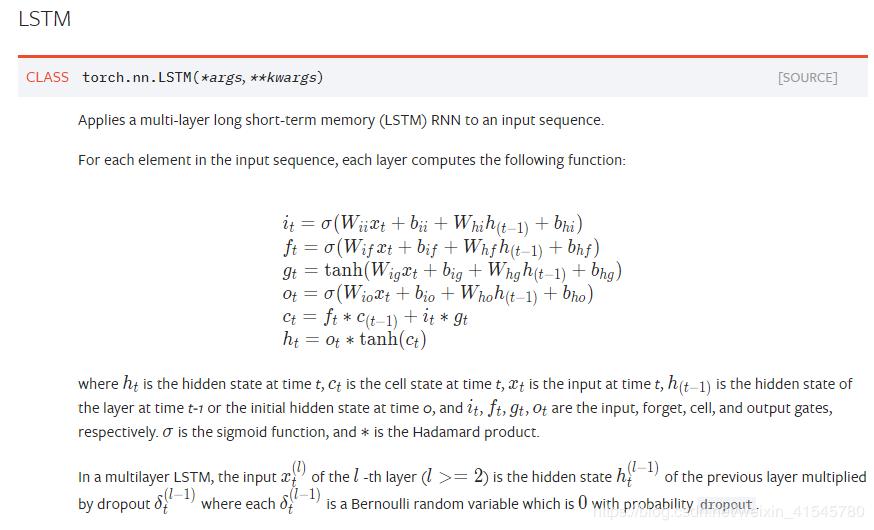 LSTM
CLASS torch.nn.LSTM(*args, **kwargs) [SOURCE]
Applies a multi-layer long short-term memory (LSTM) RNN to an input sequence.
For each element in the input sequence, each layer computes the following function:
i_t = σ(W_{ii} x_t + b_{ii} + W_{hi} h_{(t−1)} + b_{hi})
f_t = σ(W_{if} x_t + b_{if} + W_{hf} h_{(t−1)} + b_{hf})
g_t = tanh(W_{ig} x_t + b_{ig} + W_{hg} h_{(t−1)} + b_{hg})
o_t = σ(W_{io} x_t + b_{io} + W_{ho} h_{(t−1)} + b_{ho})
c_t = f_t * c_{(t−1)} + i_t * g_t
h_t = o_t * tanh(c_t)
where h_t is the hidden state at time t, c_t is the cell state at time t, x_t is the input at time t, h_{(t−1)} is the hidden state of
the layer at time t-1 or the initial hidden state at time 0, and i_t, f_t, g_t, o_t are the input, forget, cell, and output gates,
respectively. σ is the sigmoid function, and * is the Hadamard product.
In a multilayer LSTM, the input x_t^{(l)} of the l -th layer (l >= 2) is the hidden state h_t^{(l−1)} of the previous layer multiplied
by dropout δ_t^{(l−1)} where each δ_t^{(l−1)} is a Bernoulli random variable which is 0 with probability dropout.
https://blog.csdn.net/weixin_41545780